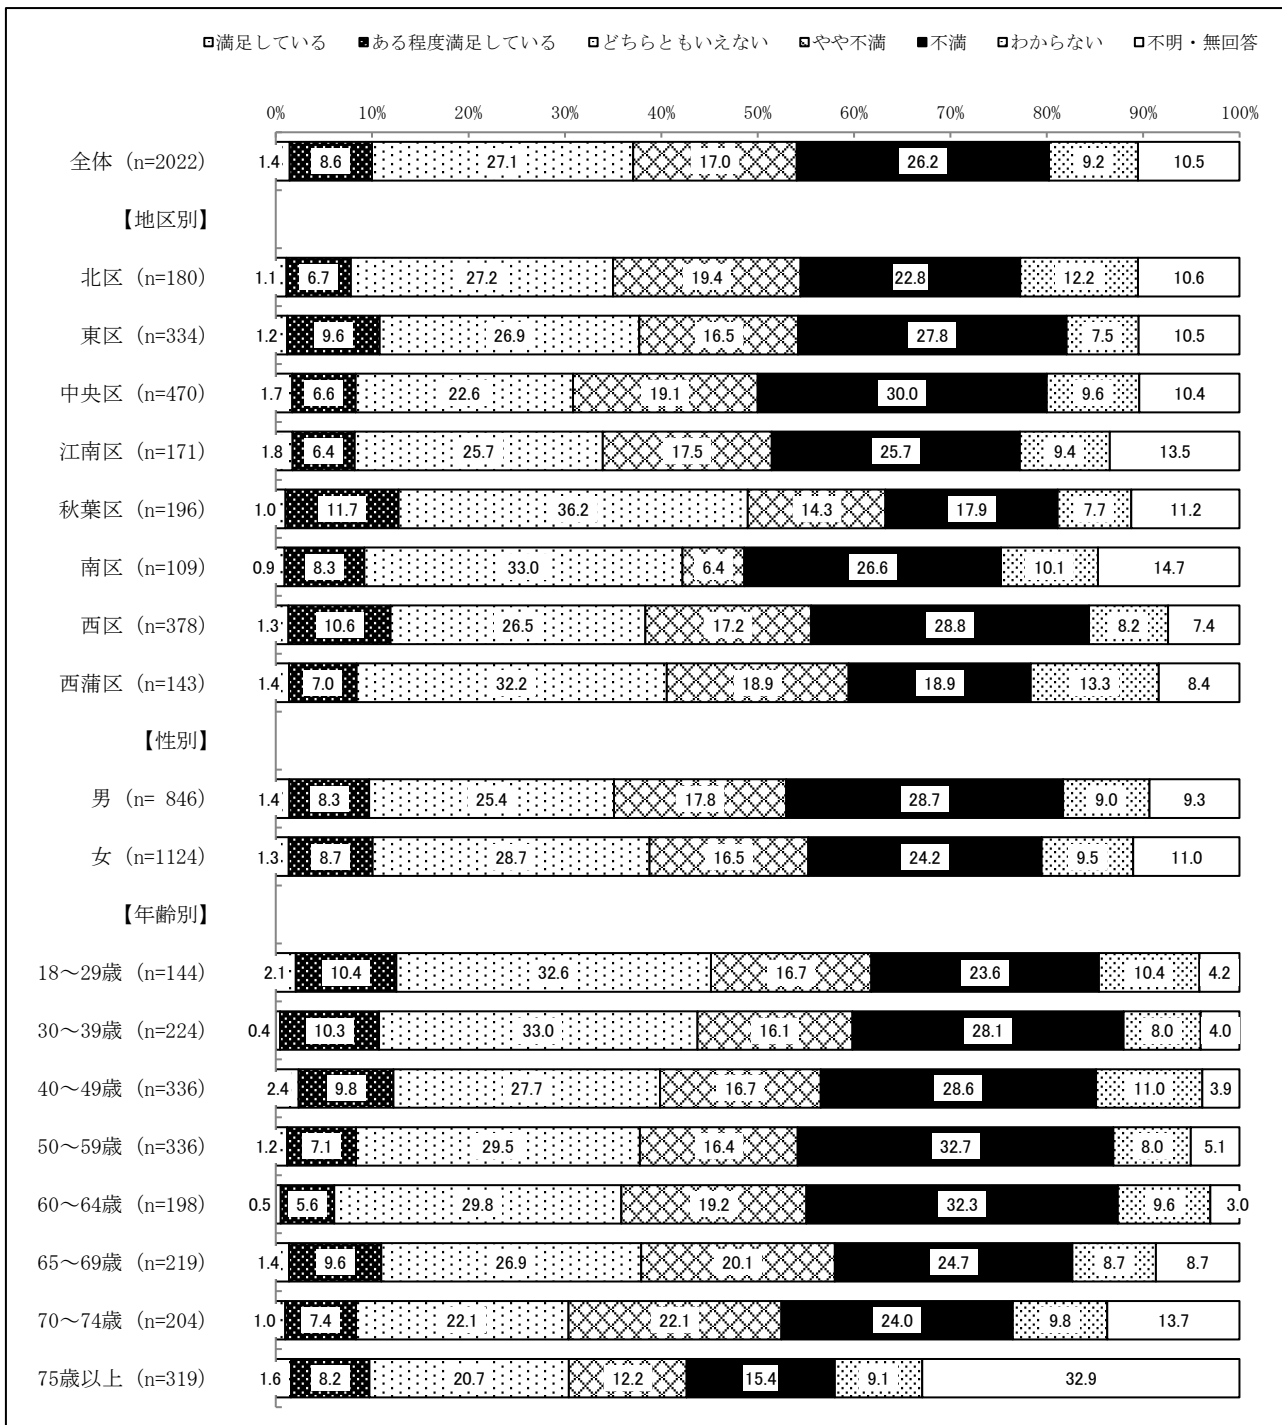 満足している ある程度満足している どちらともいえない やや不満 不満 わからない 不明・無回答
0% 10% 20% 30% 40% 50% 60% 70% 80% 90% 100%
全体 (n=2022) 1.4 8.6 27.1 17.0 26.2 9.2 10.5
【地区別】
北区 (n=180) 1.1 6.7 27.2 19.4 22.8 12.2 10.6
東区 (n=334) 1.2 9.6 26.9 16.5 27.8 7.5 10.5
中央区 (n=470) 1.7 6.6 22.6 19.1 30.0 9.6 10.4
江南区 (n=171) 1.8 6.4 25.7 17.5 25.7 9.4 13.5
秋葉区 (n=196) 1.0 11.7 36.2 14.3 17.9 7.7 11.2
南区 (n=109) 0.9 8.3 33.0 6.4 26.6 10.1 14.7
西区 (n=378) 1.3 10.6 26.5 17.2 28.8 8.2 7.4
西蒲区 (n=143) 1.4 7.0 32.2 18.9 18.9 13.3 8.4
【性別】
男 (n= 846) 1.4 8.3 25.4 17.8 28.7 9.0 9.3
女 (n=1124) 1.3 8.7 28.7 16.5 24.2 9.5 11.0
【年齢別】
18～29歳 (n=144) 2.1 10.4 32.6 16.7 23.6 10.4 4.2
30～39歳 (n=224) 0.4 10.3 33.0 16.1 28.1 8.0 4.0
40～49歳 (n=336) 2.4 9.8 27.7 16.7 28.6 11.0 3.9
50～59歳 (n=336) 1.2 7.1 29.5 16.4 32.7 8.0 5.1
60～64歳 (n=198) 0.5 5.6 29.8 19.2 32.3 9.6 3.0
65～69歳 (n=219) 1.4 9.6 26.9 20.1 24.7 8.7 8.7
70～74歳 (n=204) 1.0 7.4 22.1 22.1 24.0 9.8 13.7
75歳以上 (n=319) 1.6 8.2 20.7 12.2 15.4 9.1 32.9